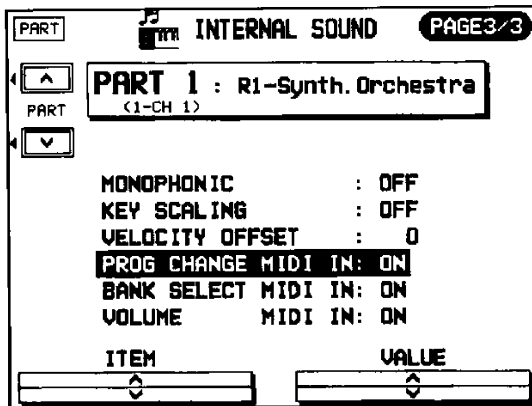 PART INTERNAL SOUND PAGE3/3
PART 1 : R1-Synth. Orchestra
(1-CH 1)
PART
MONOPHONIC : OFF
KEY SCALING : OFF
VELOCITY OFFSET : 0
PROG CHANGE MIDI IN: ON
BANK SELECT MIDI IN: ON
VOLUME MIDI IN: ON
ITEM VALUE